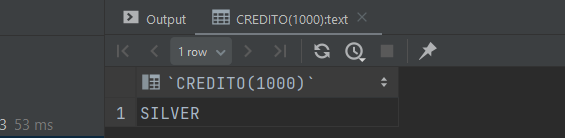 Output
CREDITO(1000):text
1 row
`CREDITO(1000)`
1 SILVER
3 53 ms